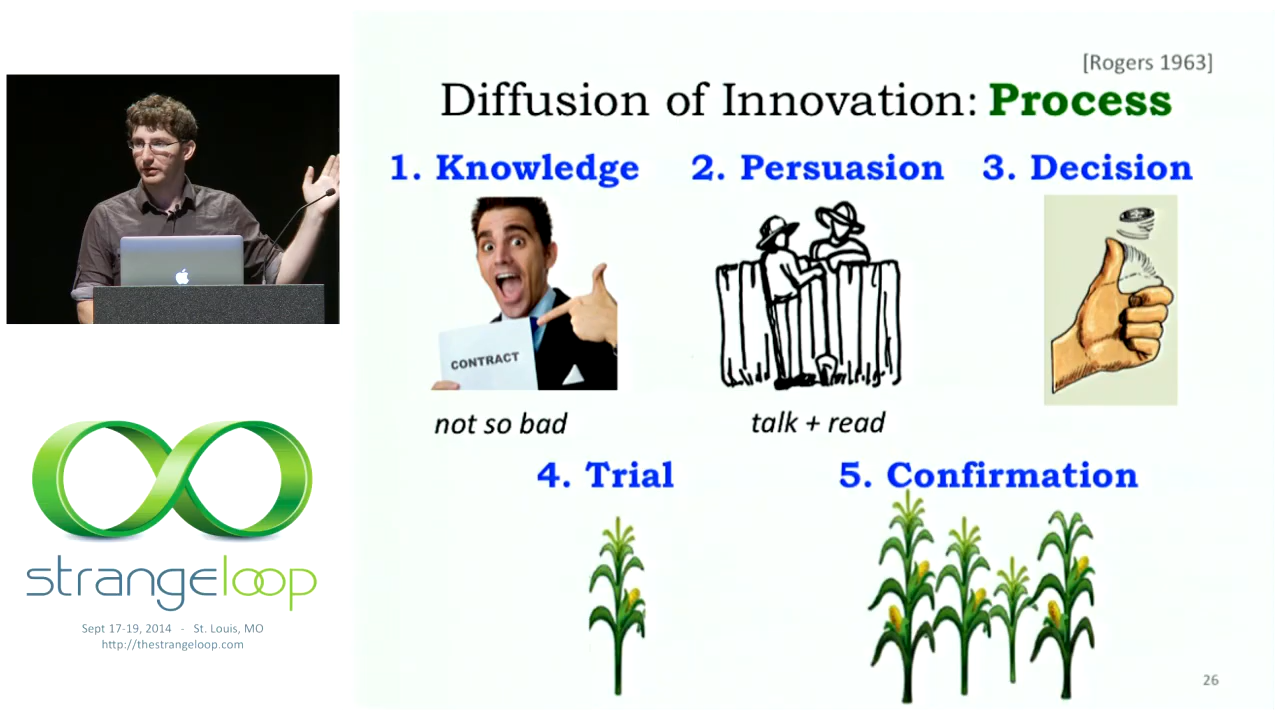 [Rogers 1963]
Diffusion of Innovation: Process
1. Knowledge
2. Persuasion
3. Decision
CONTRACT
not so bad
talk + read
4. Trial
5. Confirmation
strangeloop
Sept 17-19, 2014 - St. Louis, MO
http://thestrangeloop.com
26